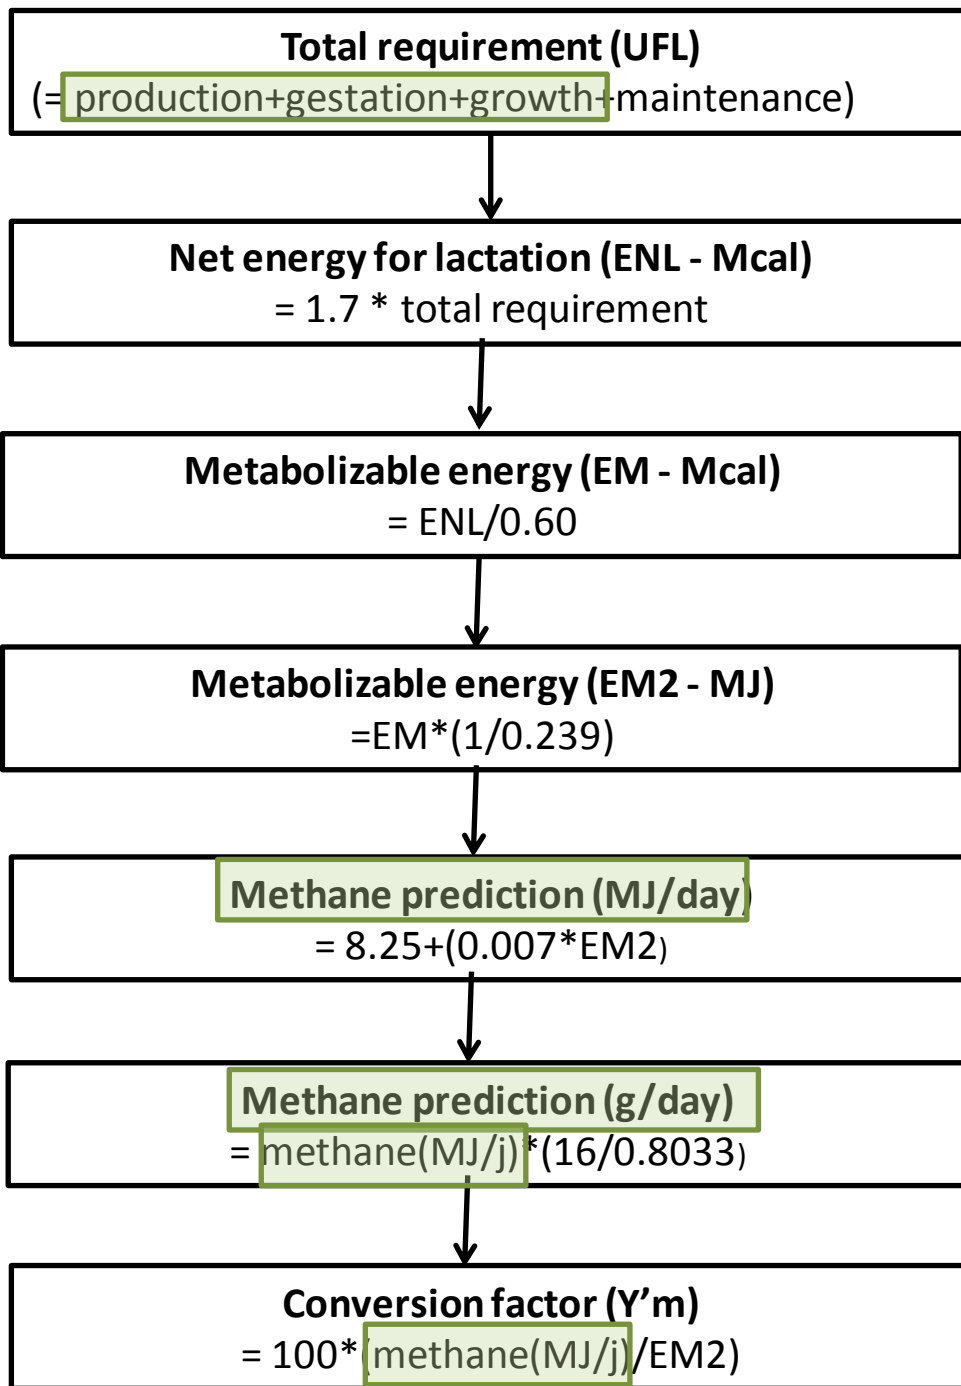 Total requirement (UFL)
(= production+gestation+growth+maintenance)
Net energy for lactation (ENL - Mcal)
= 1.7 * total requirement
Metabolizable energy (EM - Mcal)
= ENL/0.60
Metabolizable energy (EM2 - MJ)
=EM*(1/0.239)
Methane prediction (MJ/day)
= 8.25+(0.007*EM2)
Methane prediction (g/day)
= methane(MJ/j)*(16/0.8033)
Conversion factor (Y’m)
= 100*(methane(MJ/j)/EM2)